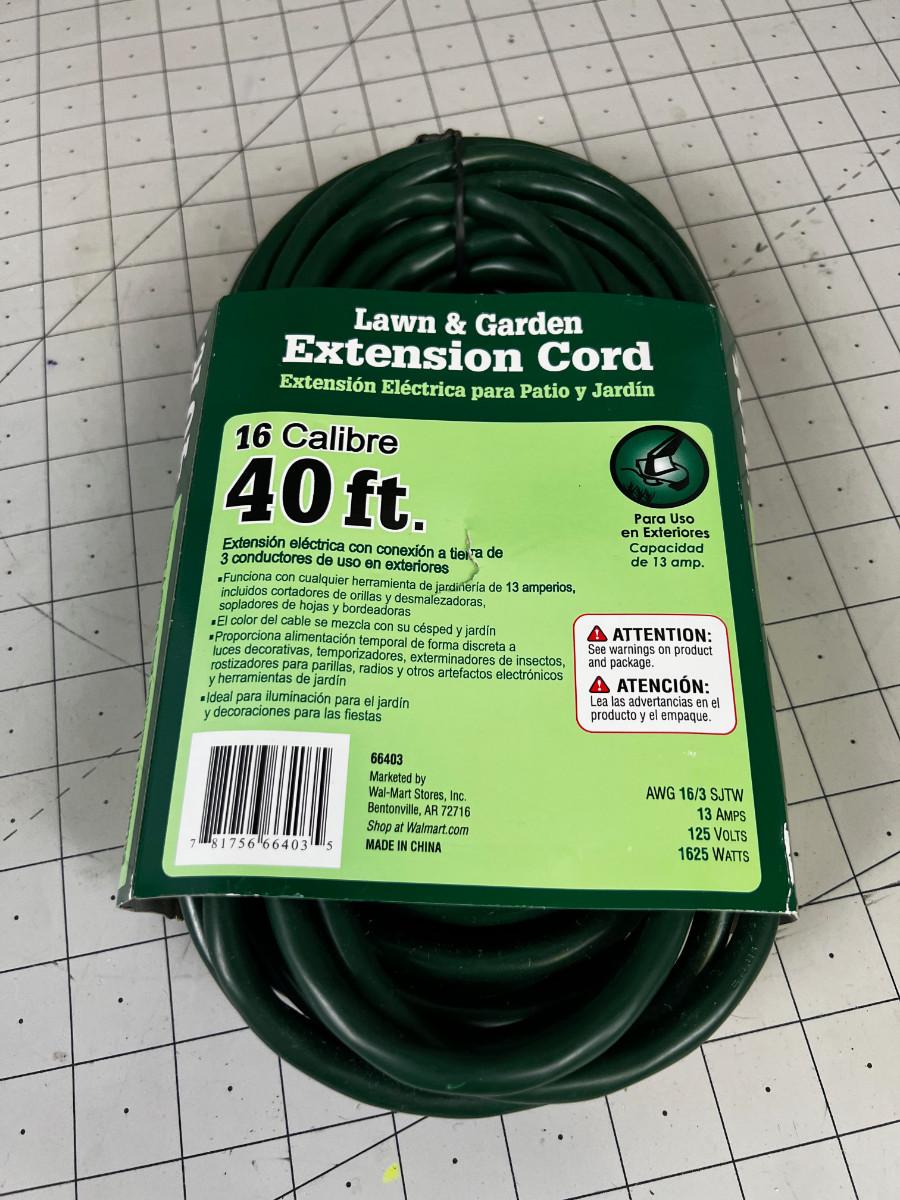 Lawn & Garden
Extension Cord
Extensión Eléctrica para Patio y Jardín
16 Calibre
40 ft.
Extensión eléctrica con conexión a tierra de
3 conductores de uso en exteriores
▪Funciona con cualquier herramienta de jardinería de 13 amperios,
incluidos cortadores de orillas y desmalezadoras,
sopladores de hojas y bordeadoras
▪El color del cable se mezcla con su césped y jardín
▪Proporciona alimentación temporal de forma discreta a
luces decorativas, temporizadores, exterminadores de insectos,
rostizadores para parillas, radios y otros artefactos electrónicos
y herramientas de jardín
▪Ideal para iluminación para el jardín
y decoraciones para las fiestas
Para Uso
en Exteriores
Capacidad
de 13 amp.
ATTENTION:
See warnings on product
and package.
ATENCIÓN:
Lea las advertancias en el
producto y el empaque.
7 81756 66403 5
66403
Marketed by
Wal-Mart Stores, Inc.
Bentonville, AR 72716
Shop at Walmart.com
MADE IN CHINA
AWG 16/3 SJTW
13 AMPS
125 VOLTS
1625 WATTS